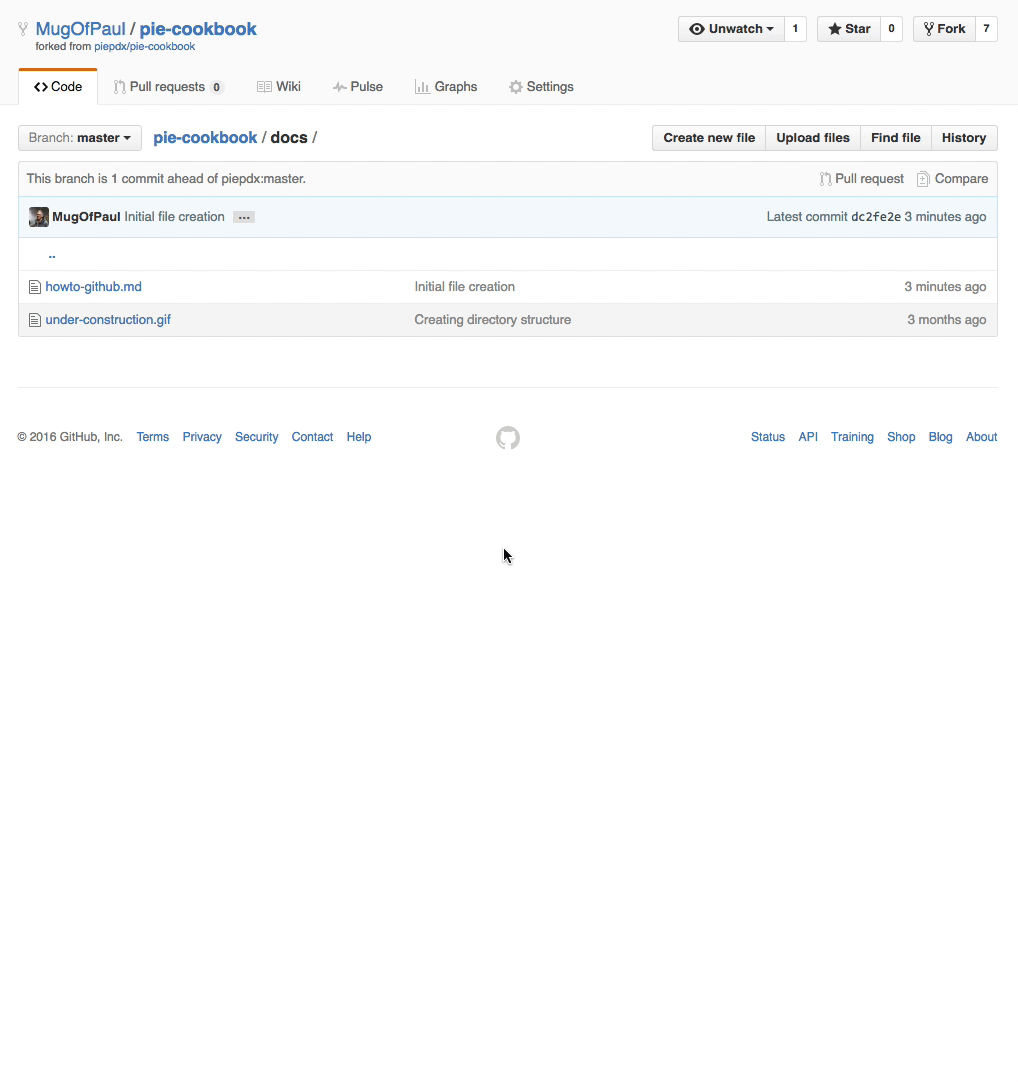 MugOfPaul / pie-cookbook
forked from piepdx/pie-cookbook
Unwatch 1 Star 0 Fork 7
Code Pull requests 0 Wiki Pulse Graphs Settings
Branch: master pie-cookbook / docs / Create new file Upload files Find file History
This branch is 1 commit ahead of piepdx:master. Pull request Compare
MugOfPaul Initial file creation … Latest commit dc2fe2e 3 minutes ago
..
howto-github.md Initial file creation 3 minutes ago
under-construction.gif Creating directory structure 3 months ago
© 2016 GitHub, Inc. Terms Privacy Security Contact Help Status API Training Shop Blog About